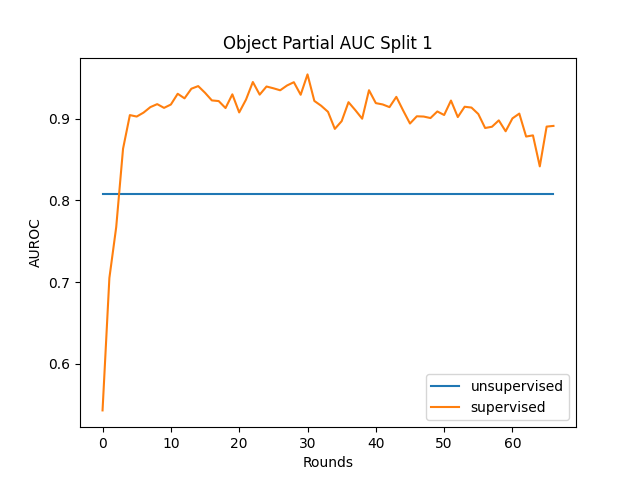 Object Partial AUC Split 1
AUROC
0.9
0.8
0.7
0.6
0 10 20 30 40 50 60
Rounds
unsupervised
supervised